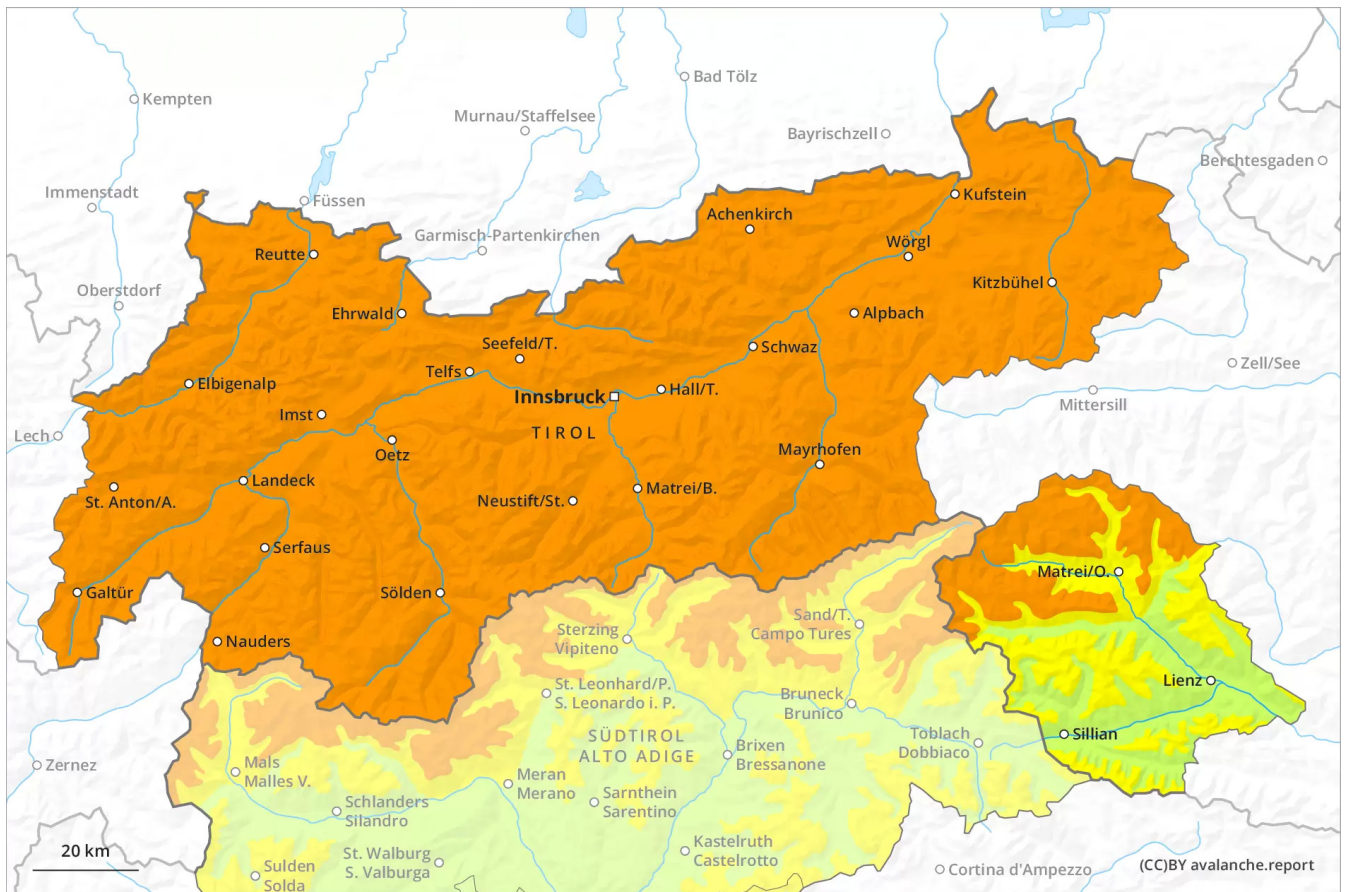 Bad Tölz
Kempten
Murnau/Staffelsee
Bayrischzell
Berchtesgaden
Immenstadt
Füssen
Kufstein
Achenkirch
Garmisch-Partenkirchen
Wörgl
Reutte
Kitzbühel
Oberstdorf
Ehrwald
Alpbach
Seefeld/T.
Schwaz
Zell/See
Telfs
Elbigenalp
Hall/T.
Innsbruck
Mittersill
Imst
TIROL
Lech
Oetz
Mayrhofen
Landeck
Matrei/B.
St. Anton/A.
Neustift/St.
Serfaus
Matrei/O.
Galtür
Sölden
Sand/T.
Campo Tures
Sterzing
Vipiteno
Nauders
Lienz
St. Leonhard/P.
S. Leonardo i. P.
Bruneck
Brunico
Sillian
SÜDTIROL
ALTO ADIGE
Toblach
Dobbiaco
Brixen
Bressanone
Zernez
Mals
Malles V.
Meran
Merano
Sarnthein
Sarentino
Schlanders
Silandro
Kastelruth
Castelrotto
20 km
St. Walburg
S. Valburga
Sulden
Solda
Cortina d'Ampezzo
(CC)BY avalanche.report